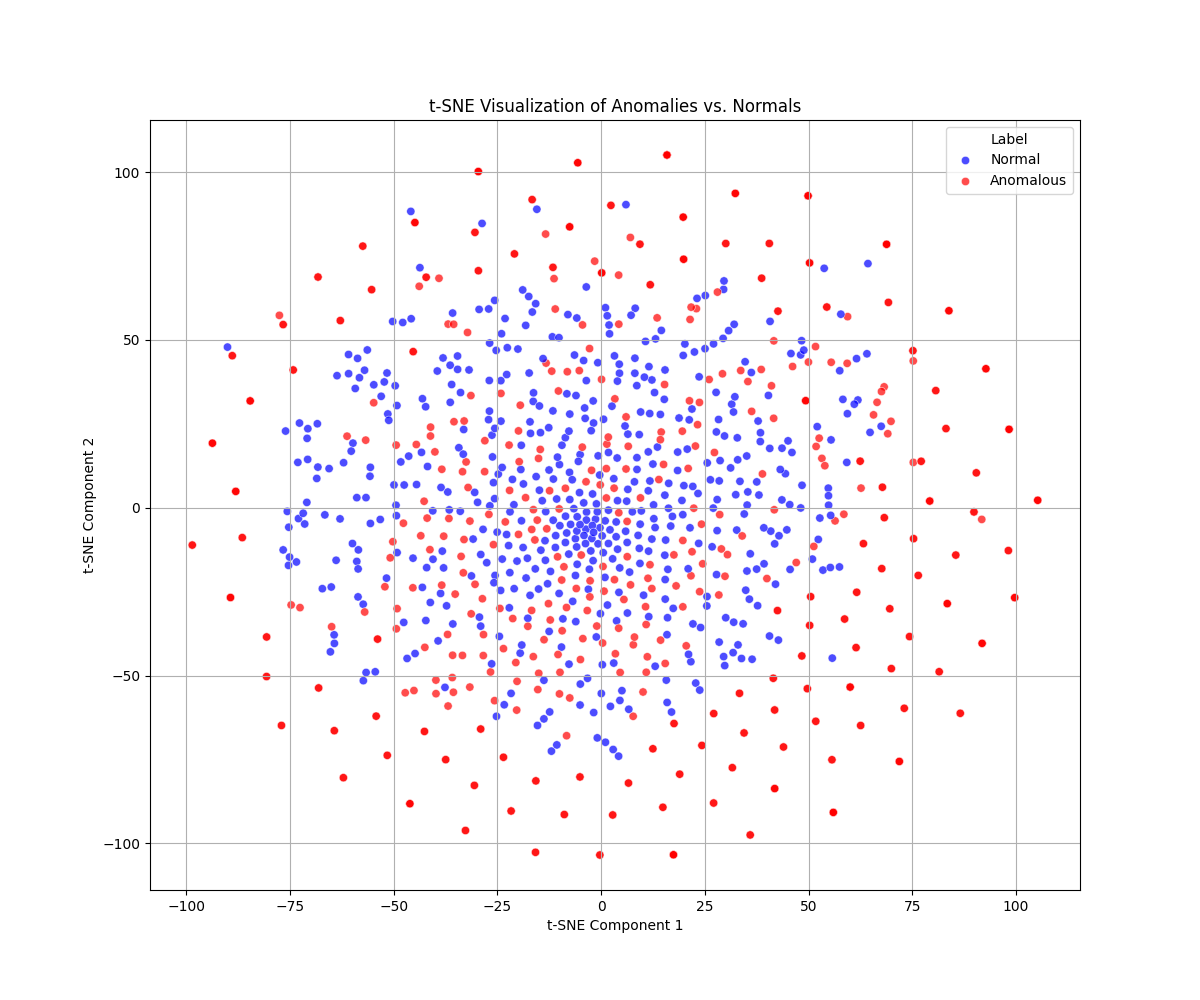 t-SNE Visualization of Anomalies vs. Normals
Label
Normal
Anomalous
100
50
0
−50
−100
t-SNE Component 2
−100
−75
−50
−25
0
25
50
75
100
t-SNE Component 1